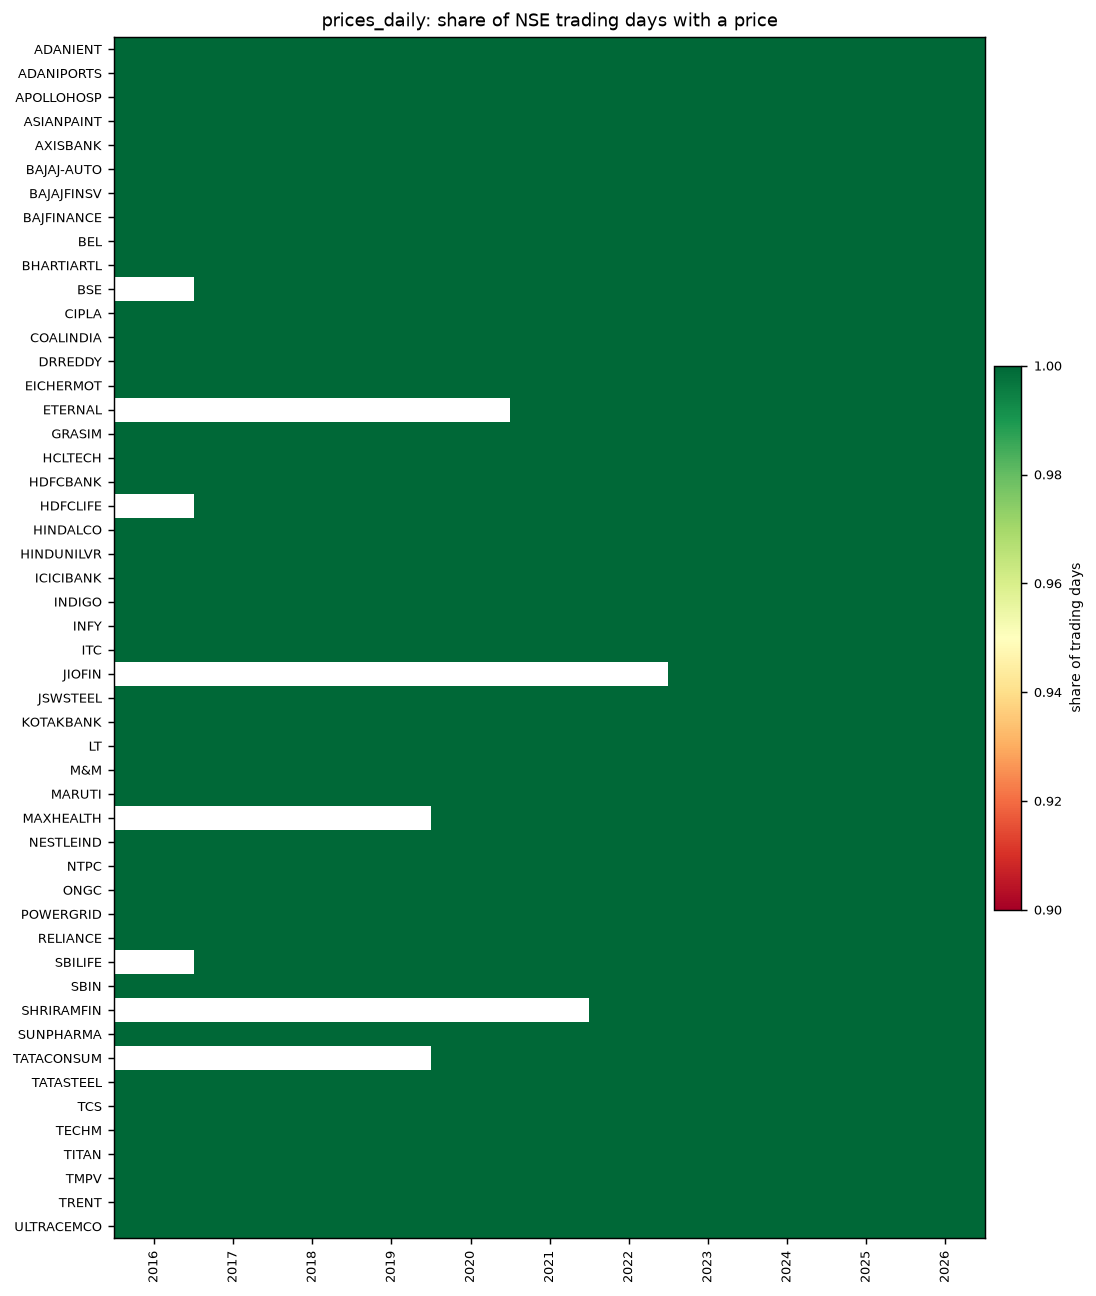 prices_daily: share of NSE trading days with a price
ADANIENT
ADANIPORTS
APOLLOHOSP
ASIANPAINT
AXISBANK
BAJAJ-AUTO
BAJAJFINSV
BAJFINANCE
BEL
BHARTIARTL
BSE
CIPLA
COALINDIA
DRREDDY
EICHERMOT
ETERNAL
GRASIM
HCLTECH
HDFCBANK
HDFCLIFE
HINDALCO
HINDUNILVR
ICICIBANK
INDIGO
INFY
ITC
JIOFIN
JSWSTEEL
KOTAKBANK
LT
M&M
MARUTI
MAXHEALTH
NESTLEIND
NTPC
ONGC
POWERGRID
RELIANCE
SBILIFE
SBIN
SHRIRAMFIN
SUNPHARMA
TATACONSUM
TATASTEEL
TCS
TECHM
TITAN
TMPV
TRENT
ULTRACEMCO
2016 2017 2018 2019 2020 2021 2022 2023 2024 2025 2026
1.00
0.98
0.96
0.94
0.92
0.90
share of trading days